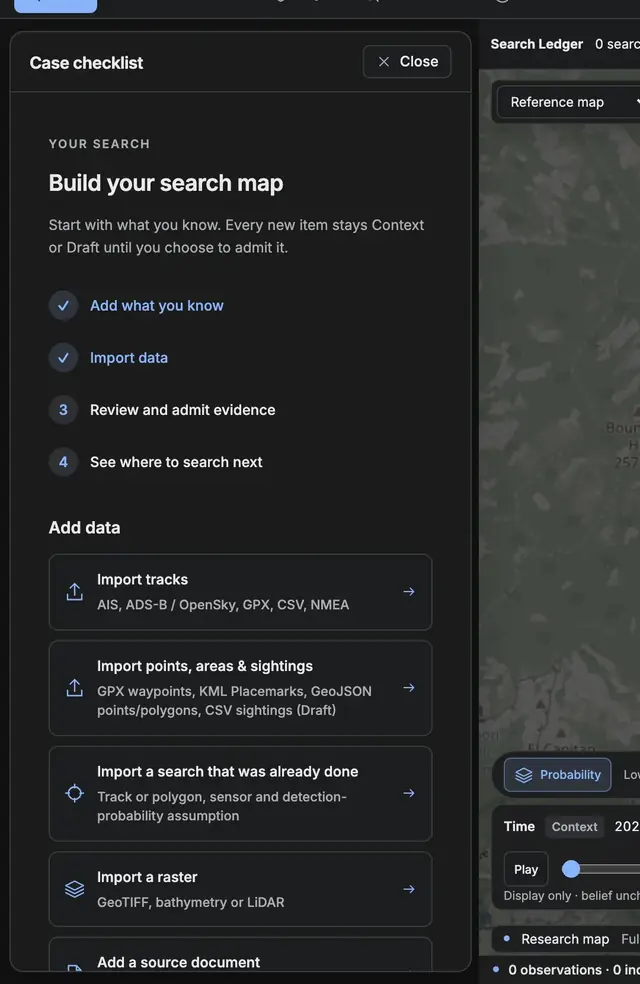 Case checklist
Close
YOUR SEARCH
Build your search map
Start with what you know. Every new item stays Context
or Draft until you choose to admit it.
Add what you know
Import data
3 Review and admit evidence
4 See where to search next
Add data
Import tracks
AIS, ADS-B / OpenSky, GPX, CSV, NMEA
Import points, areas & sightings
GPX waypoints, KML Placemarks, GeoJSON
points/polygons, CSV sightings (Draft)
Import a search that was already done
Track or polygon, sensor and detection-
probability assumption
Import a raster
GeoTIFF, bathymetry or LiDAR
Add a source document
Search Ledger 0 searc
Reference map
Boun
H
257
El Capitan
Probability Lo
Time Context 202
Play
Display only · belief unch
Research map Ful
0 observations · 0 in